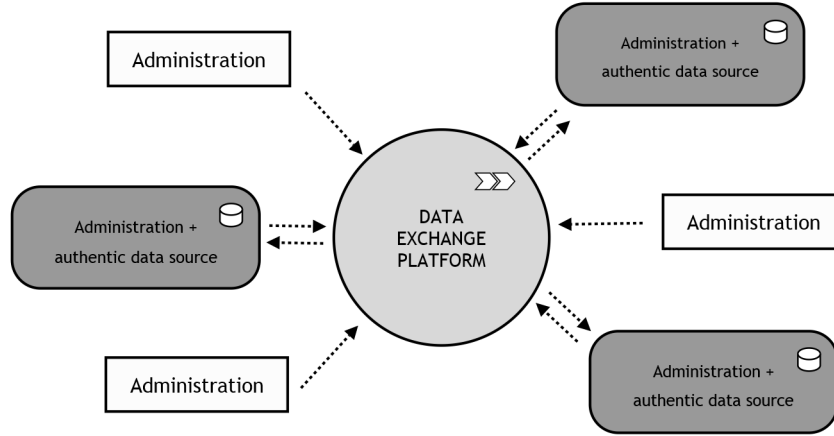 Administration
Administration +
authentic data source
Administration +
authentic data source
DATA
EXCHANGE
PLATFORM
Administration
Administration
Administration +
authentic data source